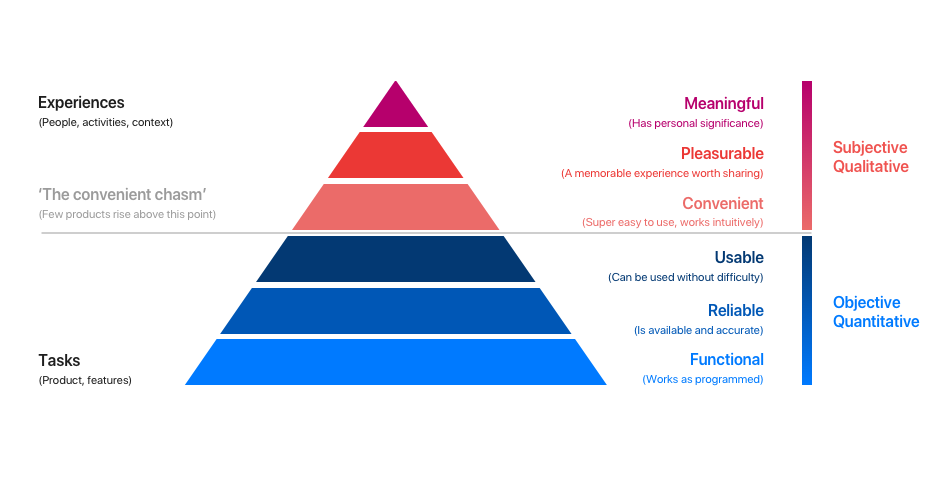 Experiences
(People, activities, context)
‘The convenient chasm’
(Few products rise above this point)
Tasks
(Product, features)
Meaningful
(Has personal significance)
Pleasurable
(A memorable experience worth sharing)
Convenient
(Super easy to use, works intuitively)
Usable
(Can be used without difficulty)
Reliable
(Is available and accurate)
Functional
(Works as programmed)
Subjective
Qualitative
Objective
Quantitative